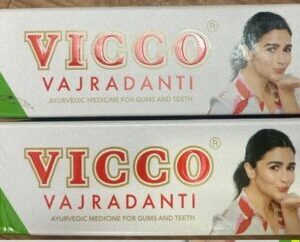 VICCO®
VAJRADANTI
AYURVEDIC MEDICINE FOR GUMS AND TEETH
VICCO®
VAJRADANTI
AYURVEDIC MEDICINE FOR GUMS AND TEETH